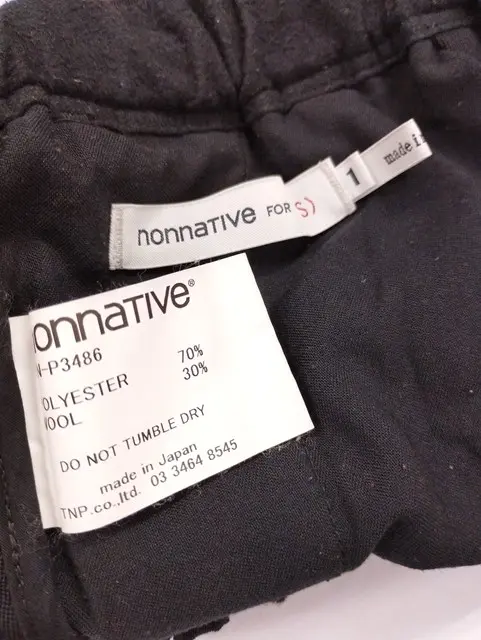 nonnaTIVe FOR S)
1
made i
onnaTIVe®
-P3486
OLYESTER 70%
OOL 30%
DO NOT TUMBLE DRY
made in Japan
TNP.co.,ltd. 03 3464 8545